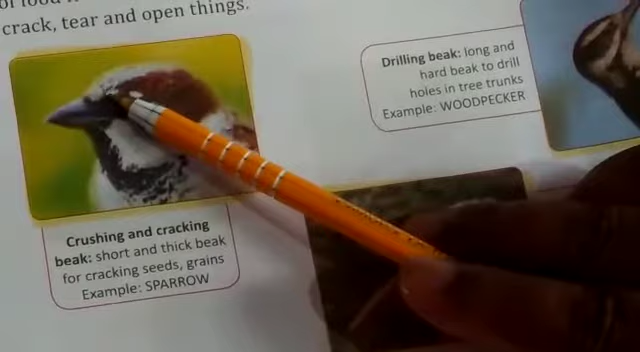 crack, tear and open things.
Crushing and cracking
beak: short and thick beak
for cracking seeds, grains
Example: SPARROW
Drilling beak: long and
hard beak to drill
holes in tree trunks
Example: WOODPECKER